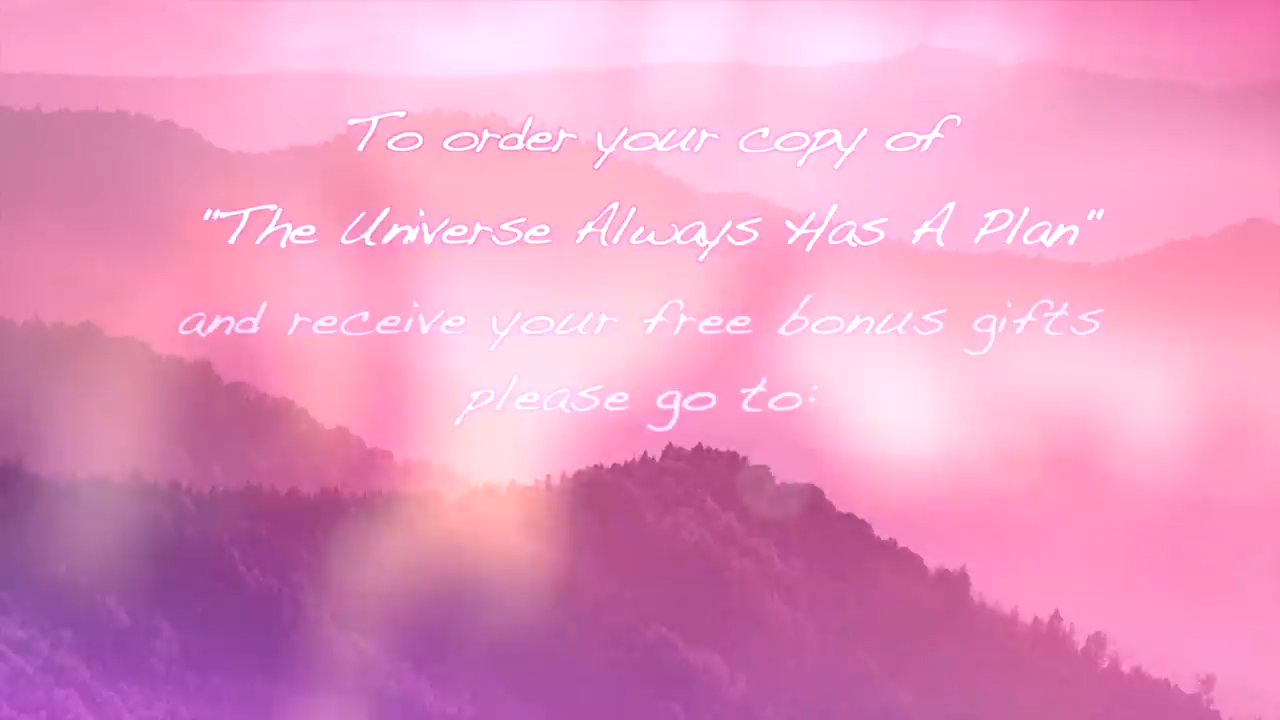 To order your copy of
"The Universe Always Has A Plan"
and receive your free bonus gifts
please go to: